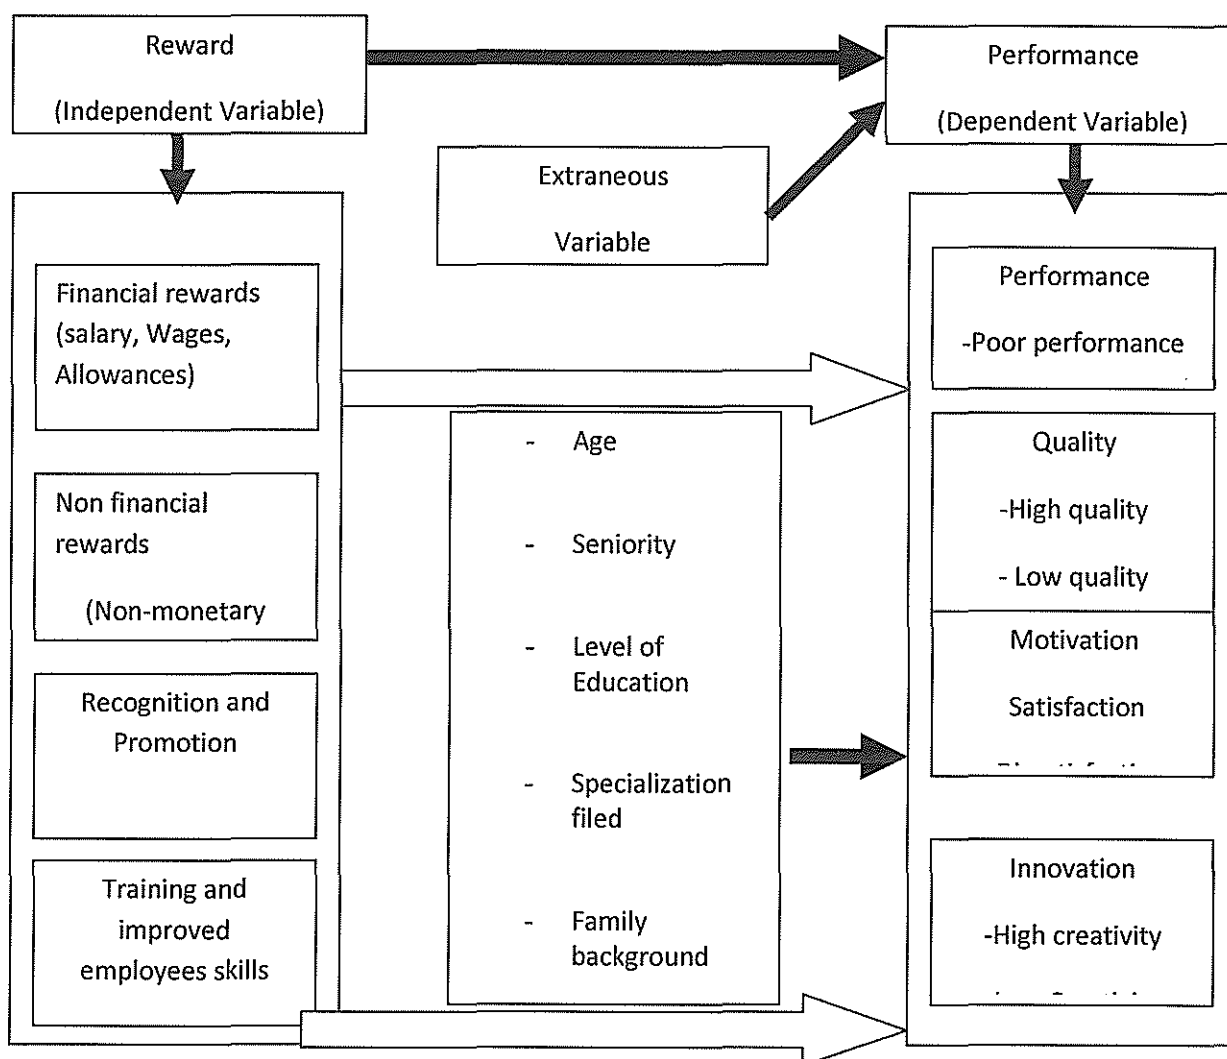 Reward
(Independent Variable)
Performance
(Dependent Variable)
Extraneous
Variable
Financial rewards
(salary, Wages,
Allowances)
Non financial
rewards
(Non-monetary
Recognition and
Promotion
Training and
improved
employees skills
- Age
- Seniority
- Level of
Education
- Specialization
filed
- Family
background
Performance
-Poor performance
Quality
-High quality
- Low quality
Motivation
Satisfaction
Innovation
-High creativity